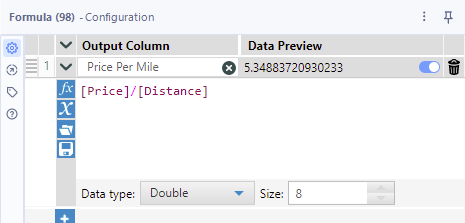 Formula (98) - Configuration
Output Column Data Preview
1 Price Per Mile 5.34883720930233
fx [Price]/[Distance]
X
Data type: Double Size: 8